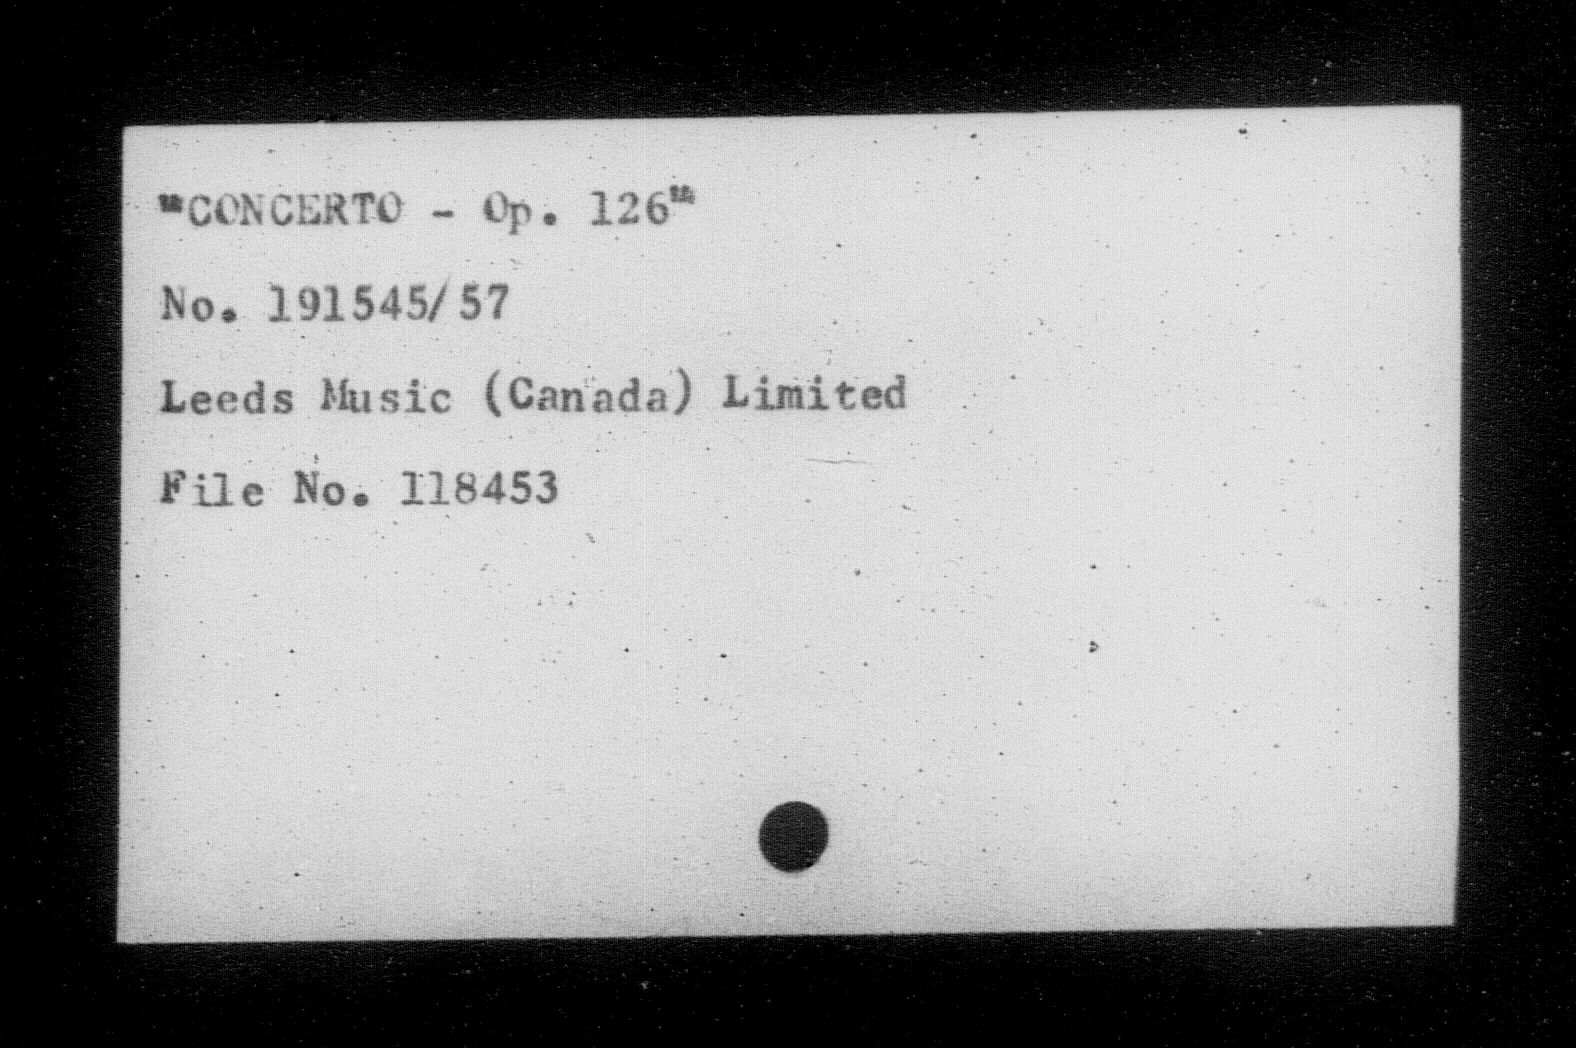 "CONCERTO - Op. 126"
No. 191545/57
Leeds Music (Canada) Limited
File No. 118453